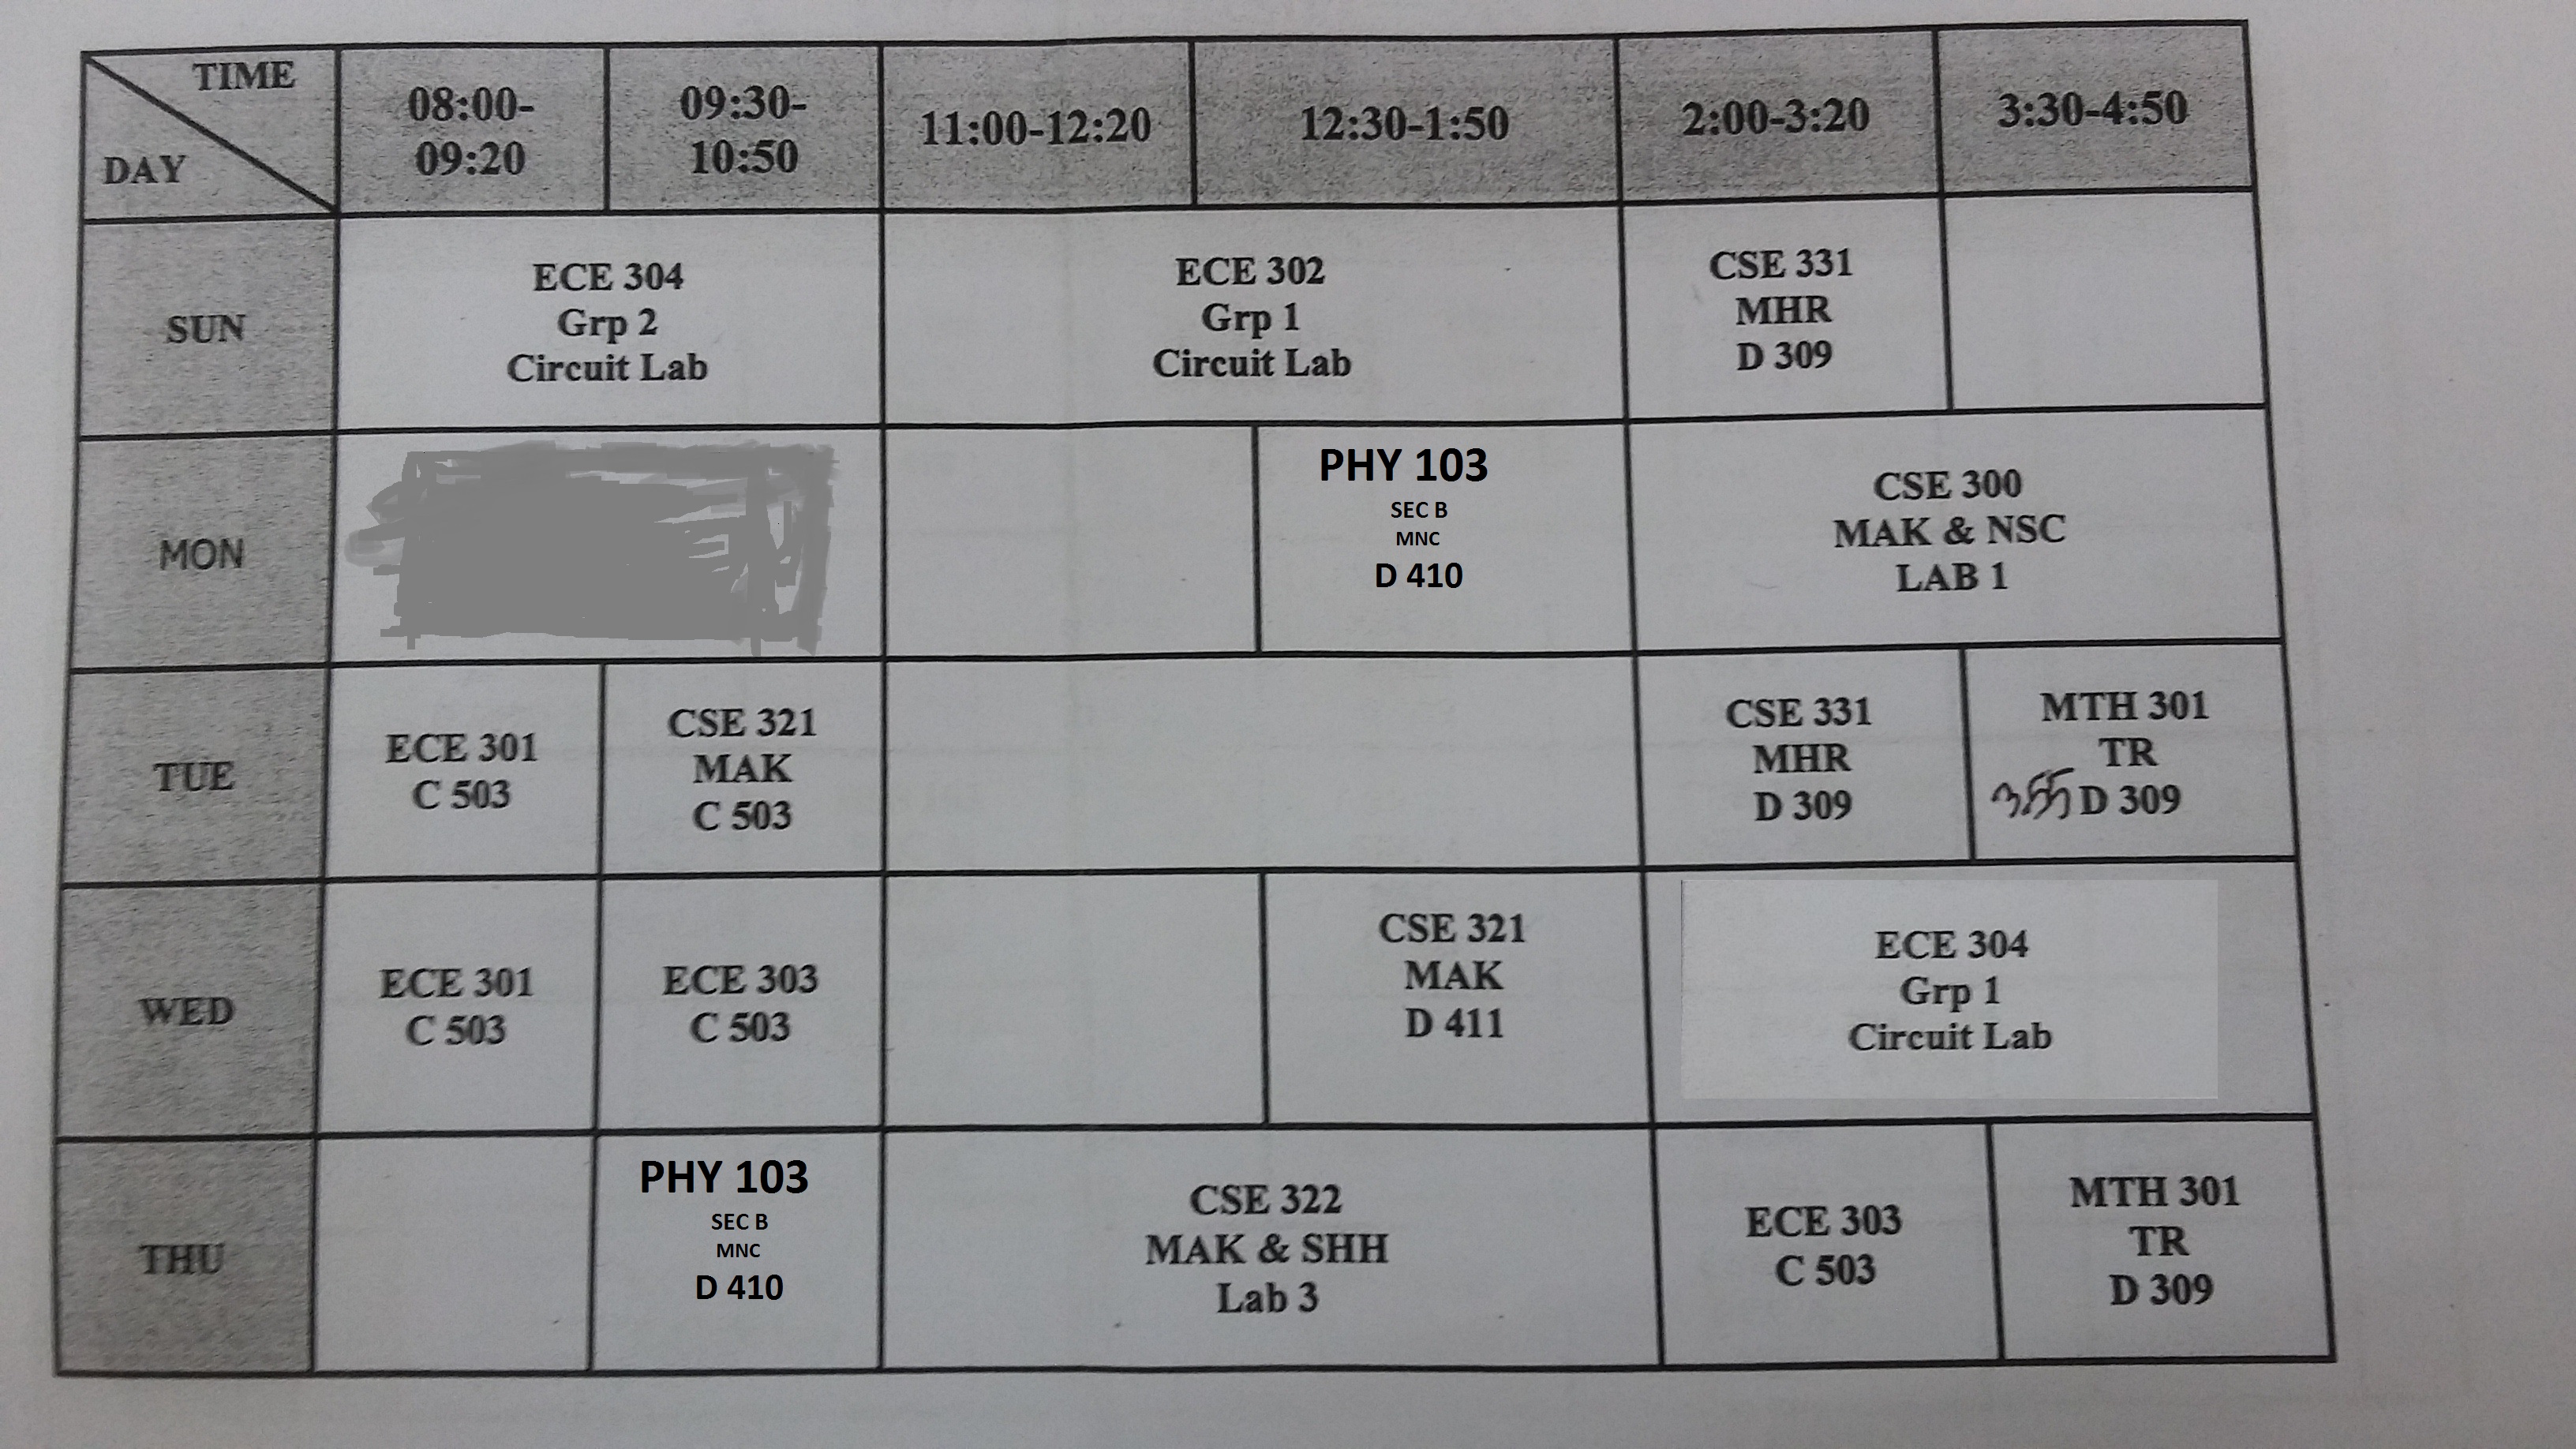 TIME
DAY
08:00-
09:20
09:30-
10:50
11:00-12:20
12:30-1:50
2:00-3:20
3:30-4:50
SUN
ECE 304
Grp 2
Circuit Lab
ECE 302
Grp 1
Circuit Lab
CSE 331
MHR
D 309
MON
PHY 103
SEC B
MNC
D 410
CSE 300
MAK & NSC
LAB 1
TUE
ECE 301
C 503
CSE 321
MAK
C 503
CSE 331
MHR
D 309
MTH 301
TR
D 309
WED
ECE 301
C 503
ECE 303
C 503
CSE 321
MAK
D 411
ECE 304
Grp 1
Circuit Lab
THU
PHY 103
SEC B
MNC
D 410
CSE 322
MAK & SHH
Lab 3
ECE 303
C 503
MTH 301
TR
D 309